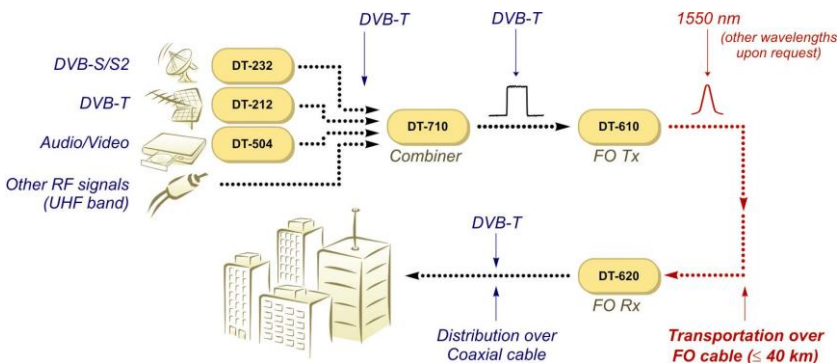 DVB-T
DVB-T
1550 nm
(other wavelengths
upon request)
DVB-S/S2
DT-232
DVB-T
DT-212
Audio/Video
DT-504
DT-710
Combiner
DT-610
FO Tx
Other RF signals
(UHF band)
DVB-T
DT-620
FO Rx
Distribution over
Coaxial cable
Transportation over
FO cable (≤ 40 km)